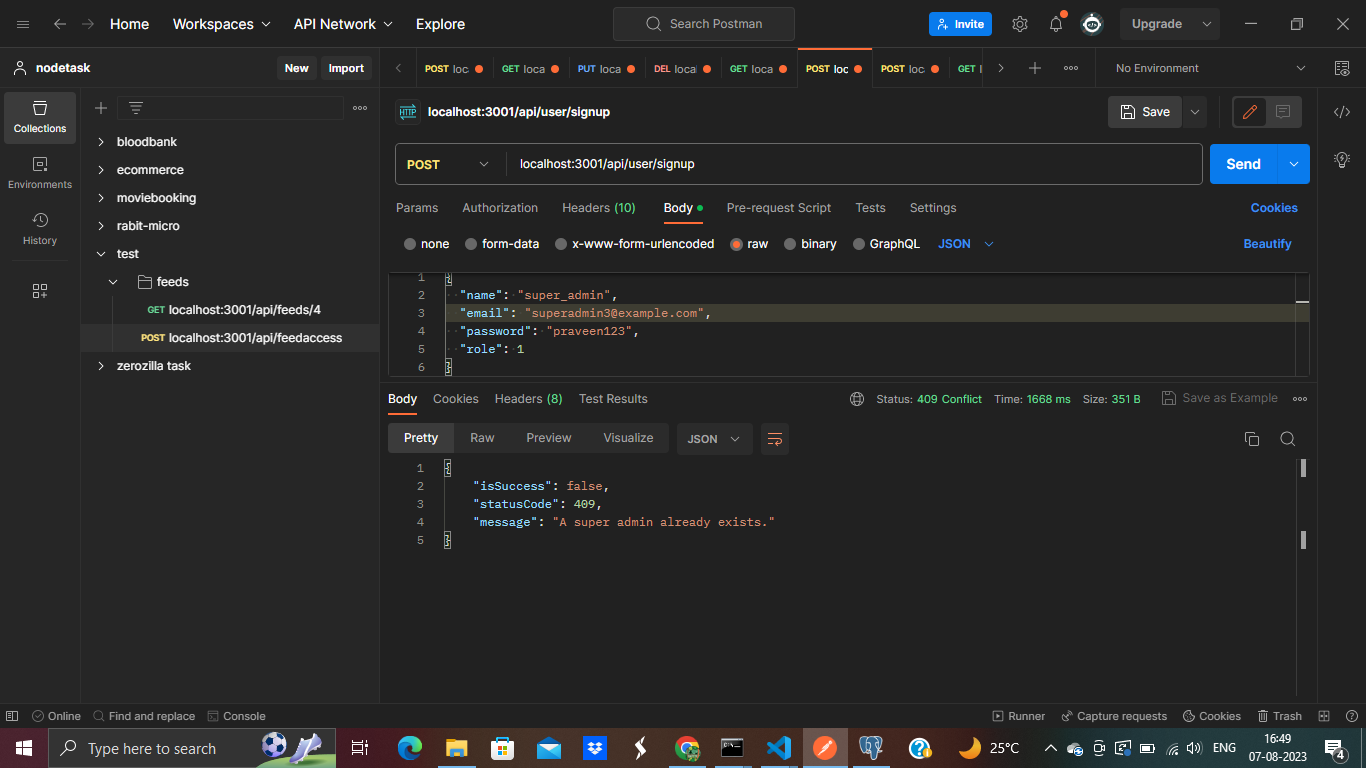 Home Workspaces API Network Explore Search Postman Invite Upgrade
nodetask New Import
POST loc GET loca PUT loca DEL local GET loca POST loc POST loc GET l No Environment
Collections
Environments
History
bloodbank
ecommerce
moviebooking
rabit-micro
test
feeds
GET localhost:3001/api/feeds/4
POST localhost:3001/api/feedaccess
zerozilla task
HTTP localhost:3001/api/user/signup Save
POST localhost:3001/api/user/signup Send
Params Authorization Headers (10) Body Pre-request Script Tests Settings Cookies
none form-data x-www-form-urlencoded raw binary GraphQL JSON Beautify
1 {
2 "name": "super_admin",
3 "email": "superadmin3@example.com",
4 "password": "praveen123",
5 "role": 1
6 }
Body Cookies Headers (8) Test Results Status: 409 Conflict Time: 1668 ms Size: 351 B Save as Example
Pretty Raw Preview Visualize JSON
1 {
2 "isSuccess": false,
3 "statusCode": 409,
4 "message": "A super admin already exists."
5 }
Online Find and replace Console Runner Capture requests Cookies Trash
Type here to search 25°C ENG 16:49
07-08-2023 4